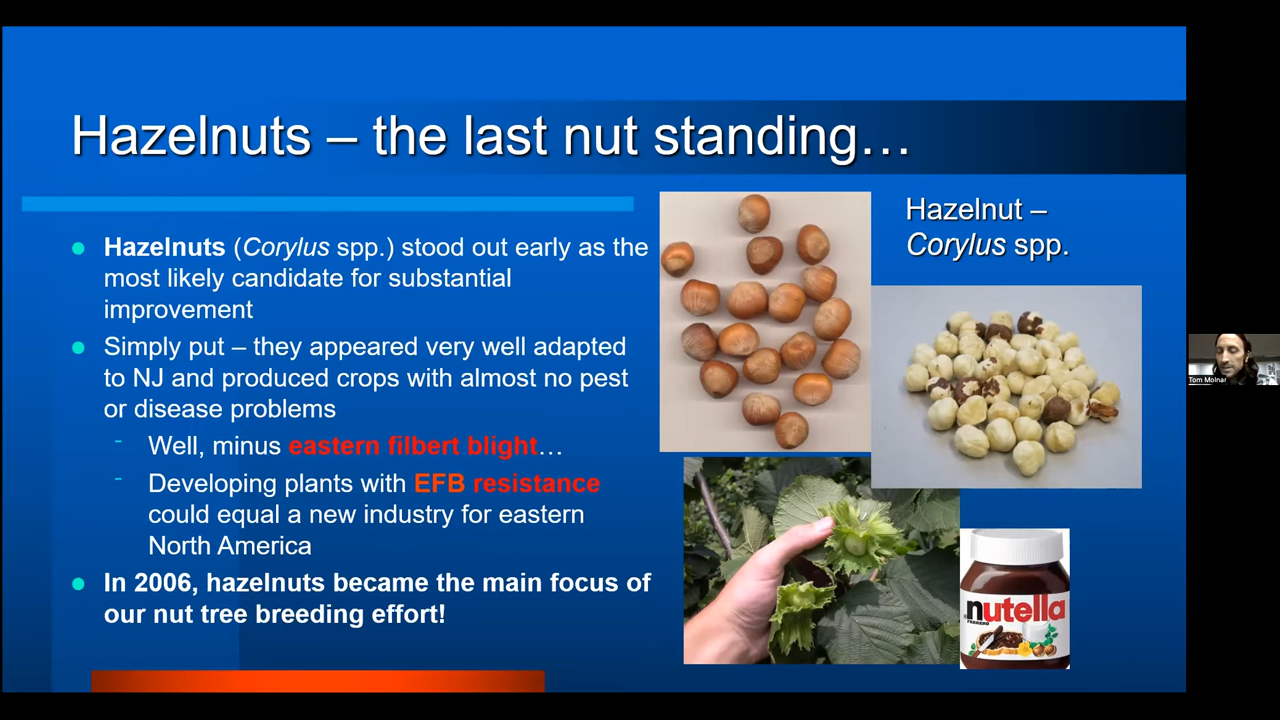 Hazelnuts – the last nut standing…
Hazelnuts (Corylus spp.) stood out early as the
most likely candidate for substantial
improvement
Simply put – they appeared very well adapted
to NJ and produced crops with almost no pest
or disease problems
- Well, minus eastern filbert blight…
- Developing plants with EFB resistance
could equal a new industry for eastern
North America
In 2006, hazelnuts became the main focus of
our nut tree breeding effort!
Hazelnut –
Corylus spp.
nutella
FERRERO
Tom Molnar